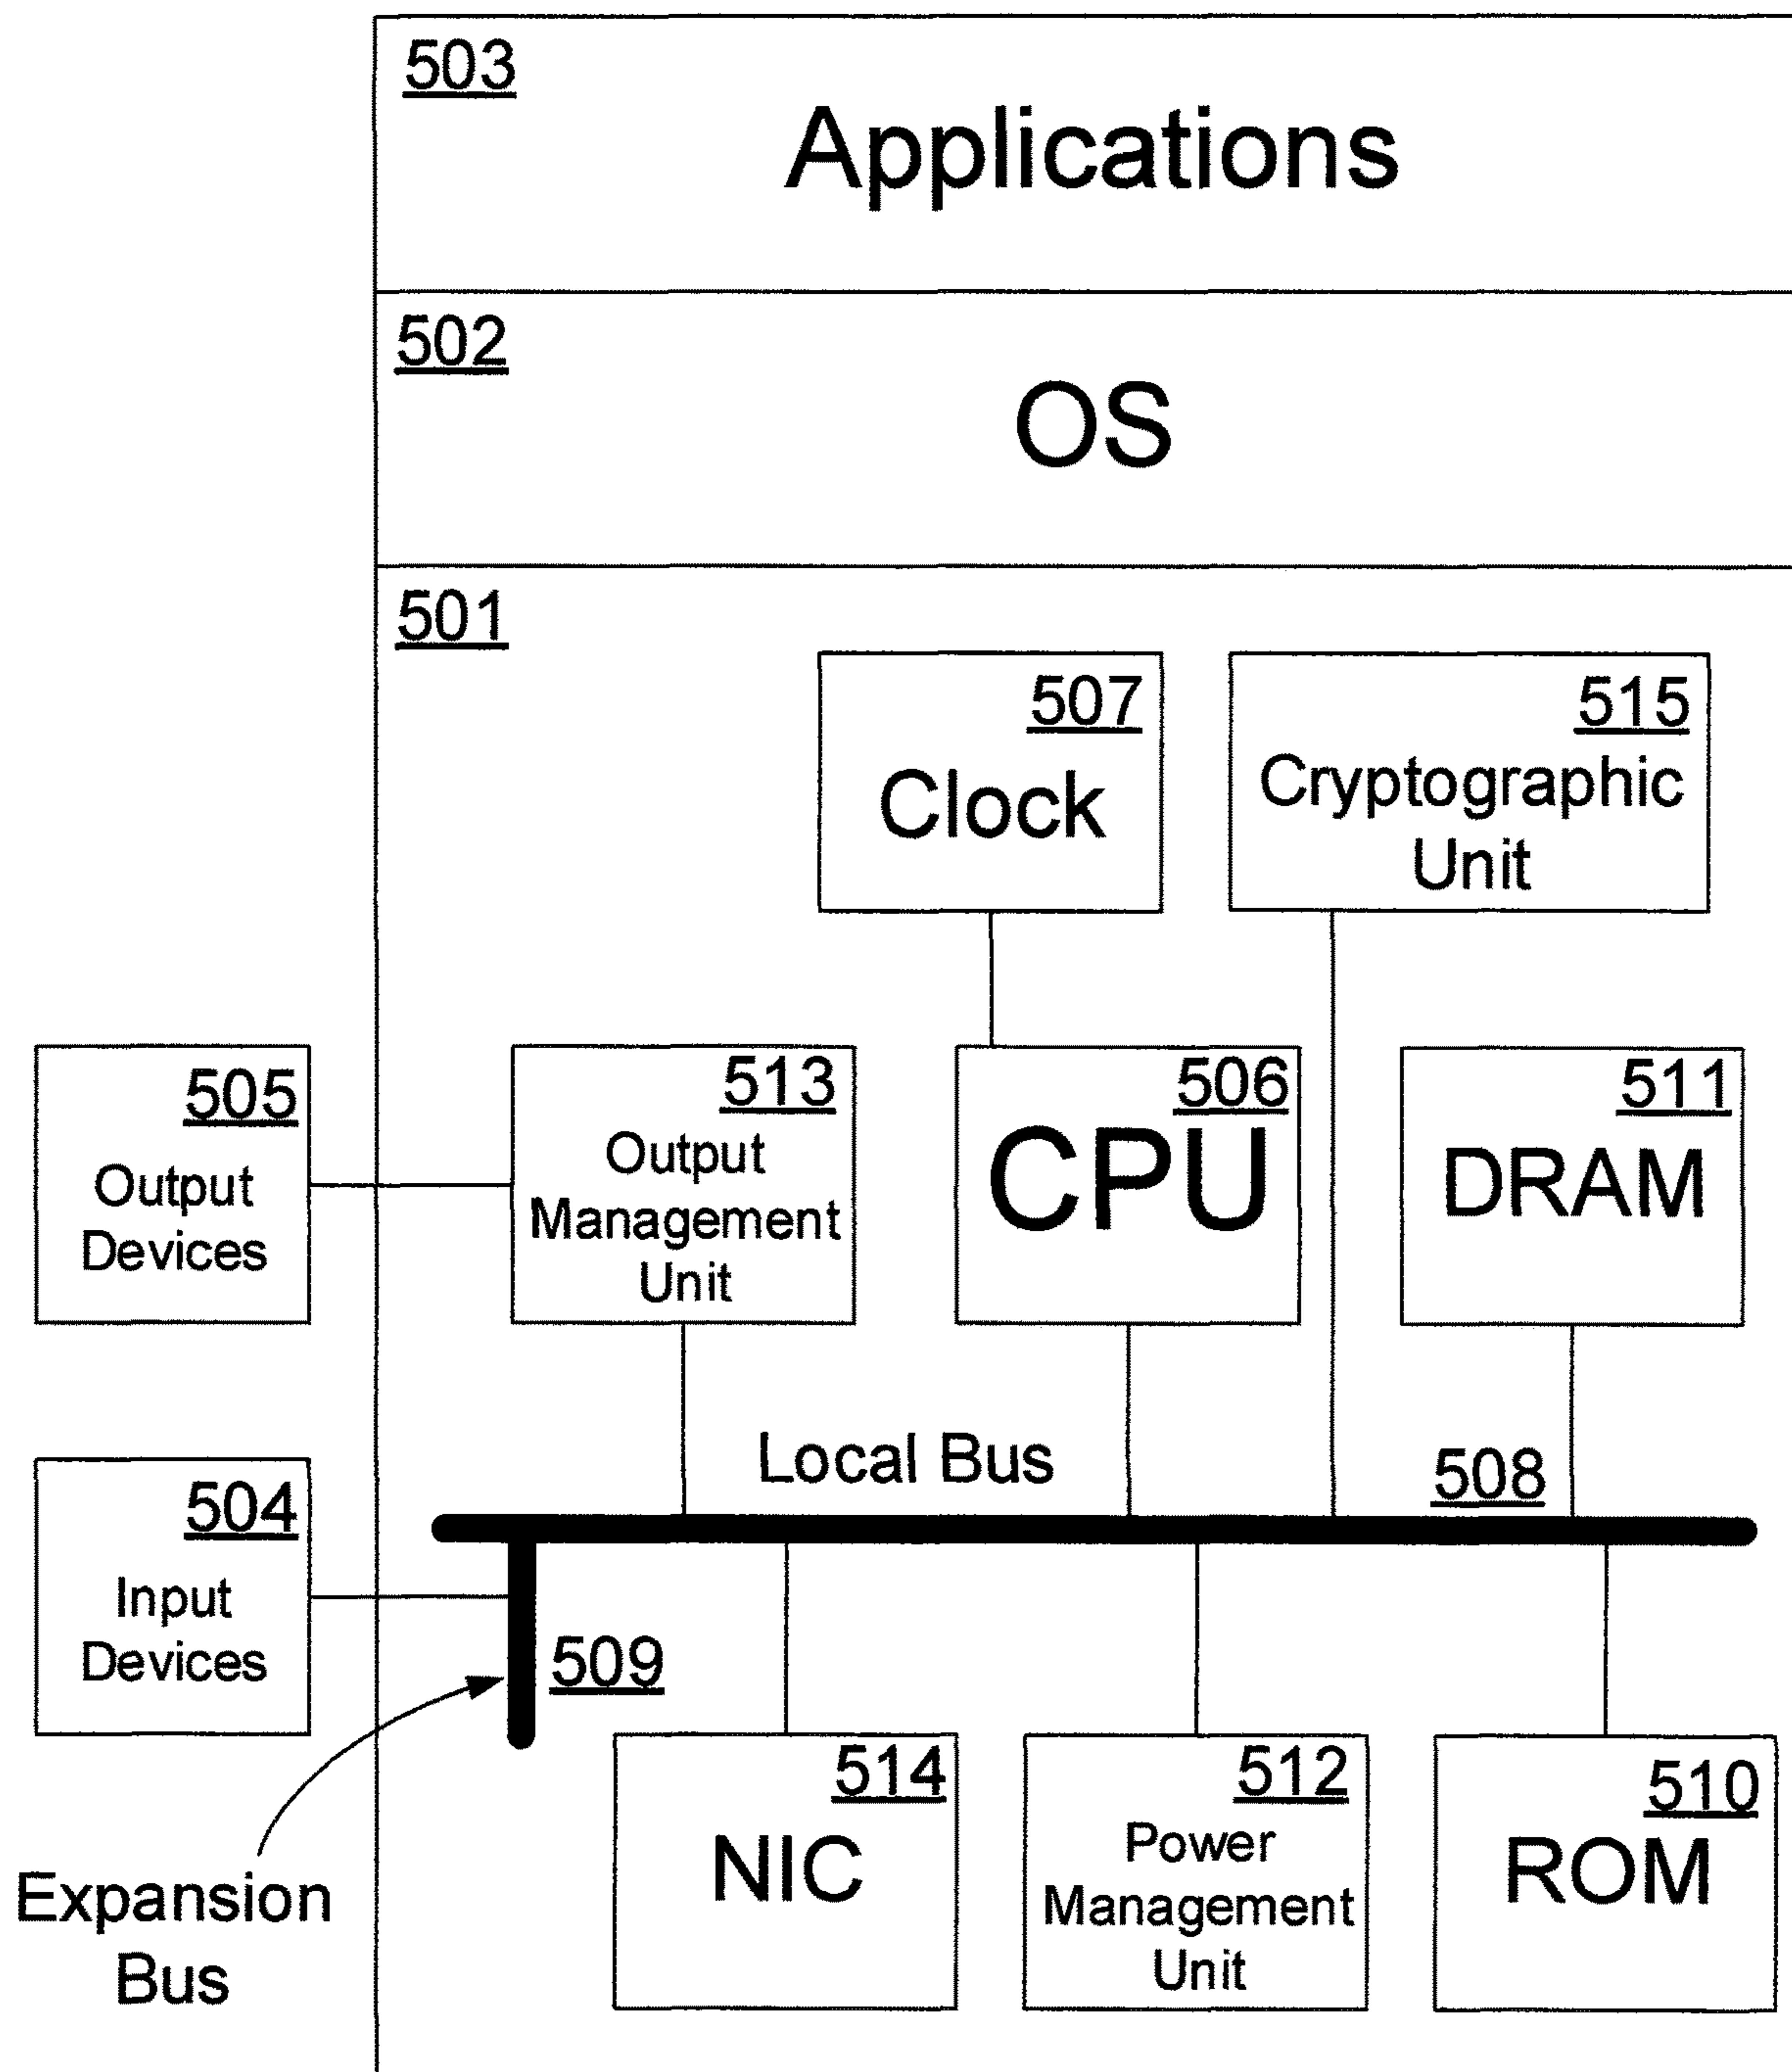 503
Applications
502
OS
501
507
Clock
515
Cryptographic
Unit
505
Output
Devices
513
Output
Management
Unit
506
CPU
511
DRAM
Local Bus
508
504
Input
Devices
509
Expansion
Bus
514
NIC
512
Power
Management
Unit
510
ROM